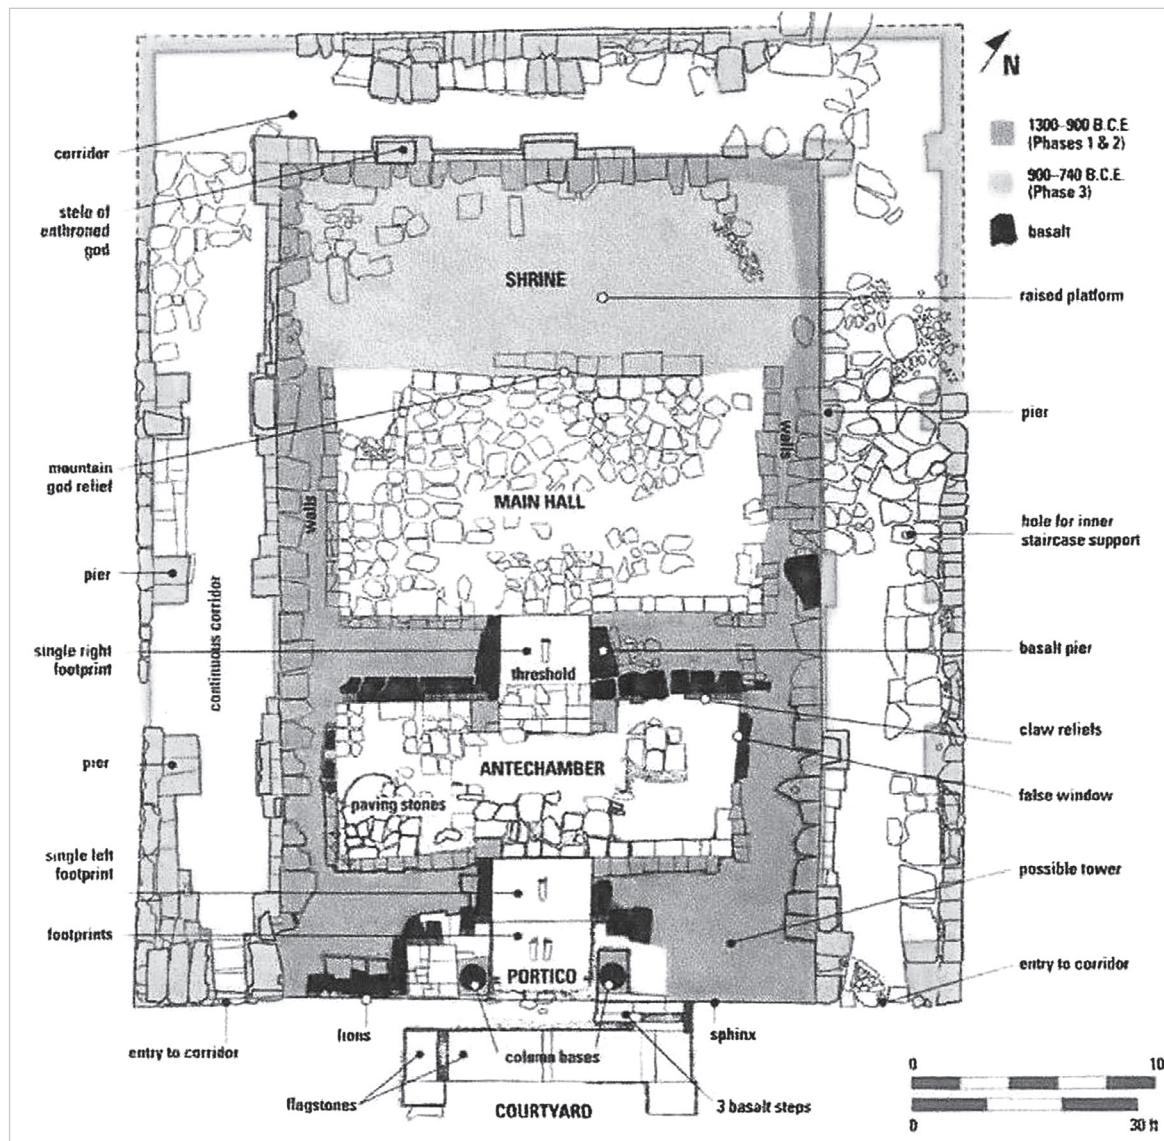 N
1300–900 B.C.E.
(Phases 1 & 2)
900–740 B.C.E.
(Phase 3)
basalt
corridor
stela of
enthroned
god
SHRINE
raised platform
pier
walls
mountain
god relief
MAIN HALL
walls
hole for inner
staircase support
pier
continuous corridor
single right
footprint
threshold
basalt pier
claw reliefs
pier
ANTECHAMBER
false window
paving stones
single left
footprint
possible tower
footprints
PORTICO
entry to corridor
entry to corridor
lions
column bases
sphinx
flagstones
COURTYARD
3 basalt steps
0
10
0
30 ft